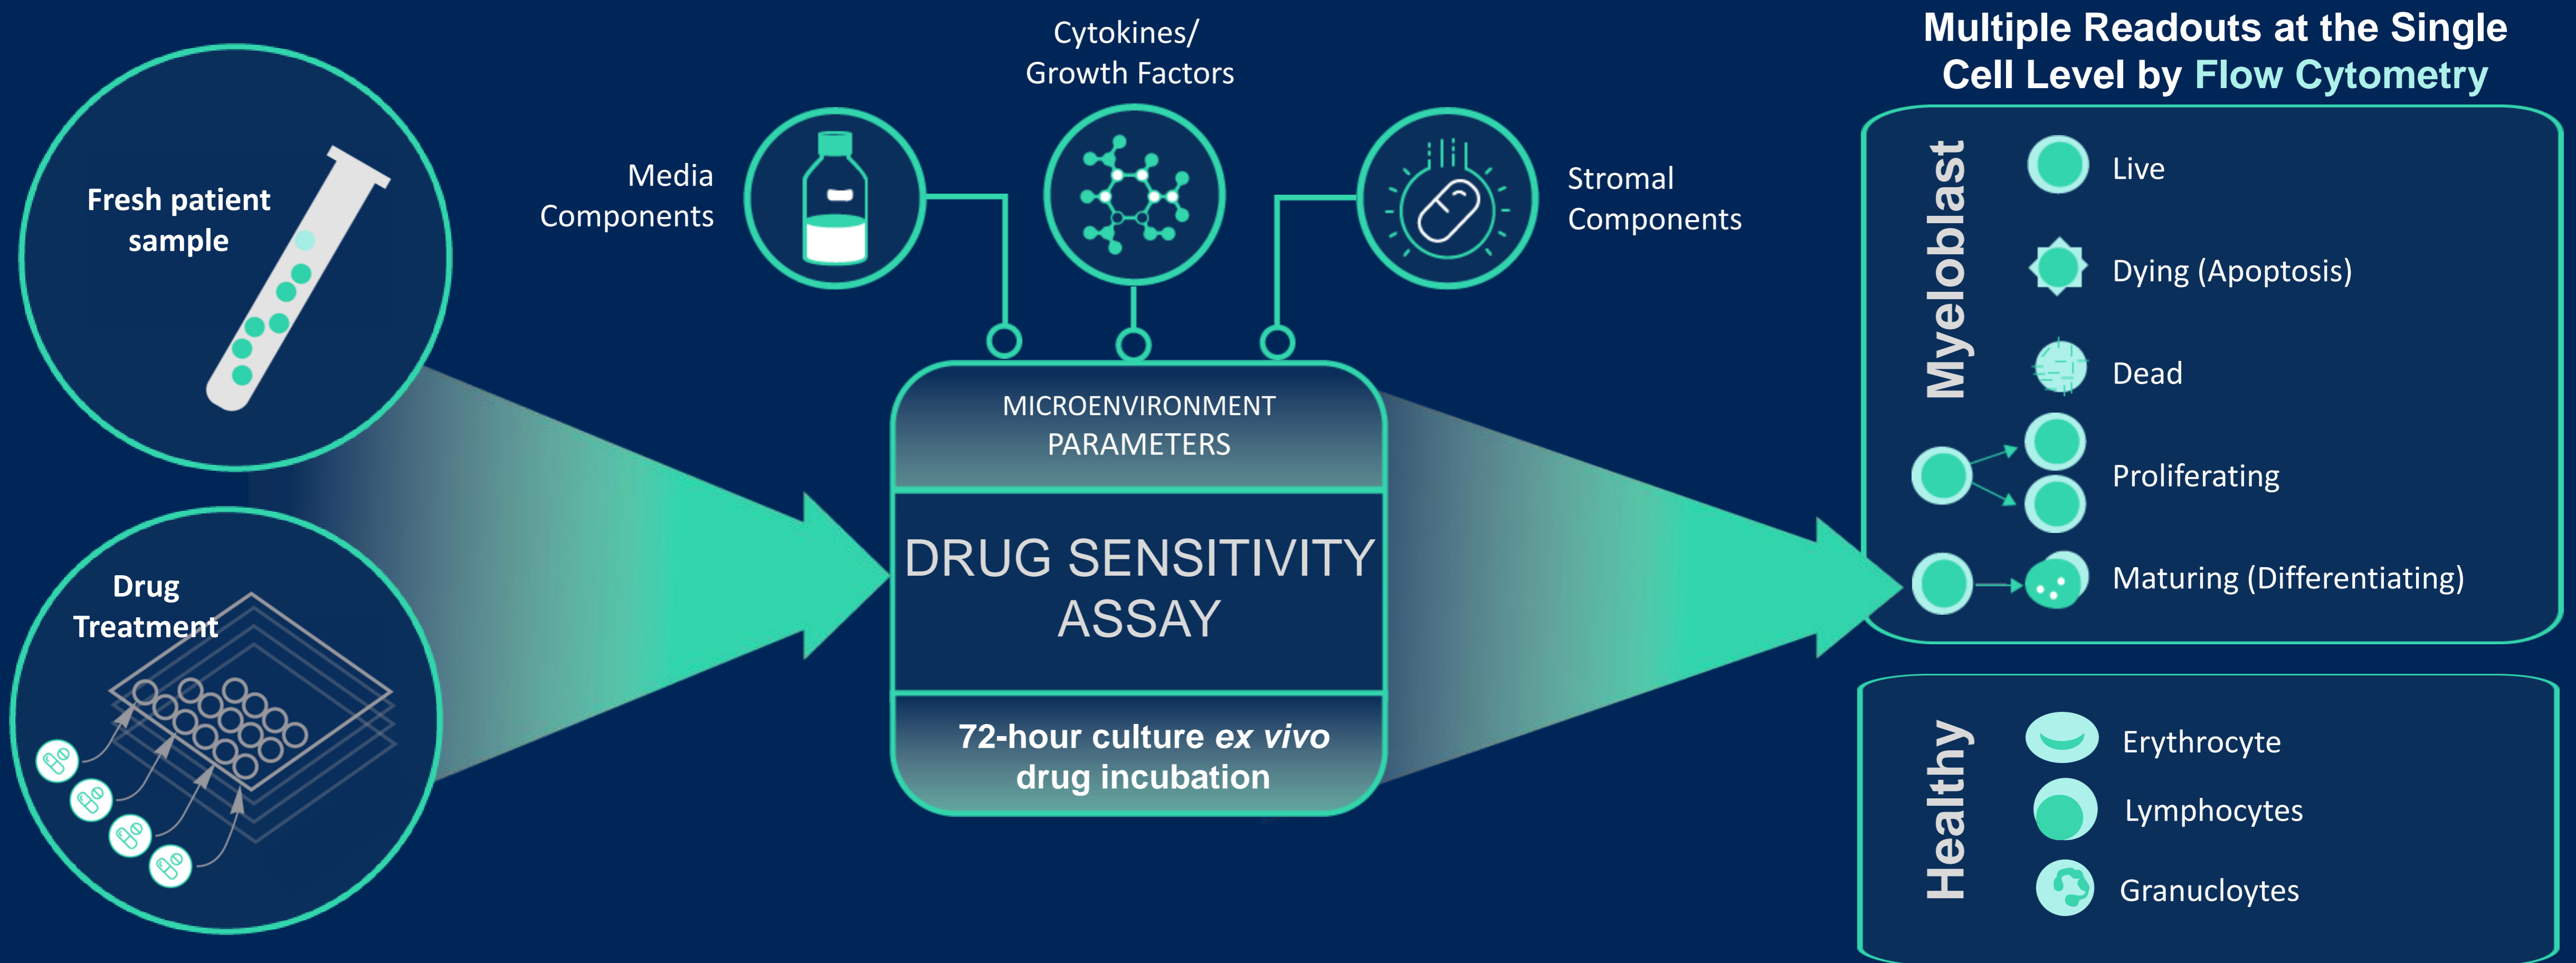 Fresh patient
sample
Drug
Treatment
Media
Components
Cytokines/
Growth Factors
Stromal
Components
MICROENVIRONMENT
PARAMETERS
DRUG SENSITIVITY
ASSAY
72-hour culture ex vivo
drug incubation
Multiple Readouts at the Single
Cell Level by Flow Cytometry
Myeloblast
Live
Dying (Apoptosis)
Dead
Proliferating
Maturing (Differentiating)
Healthy
Erythrocyte
Lymphocytes
Granucloytes